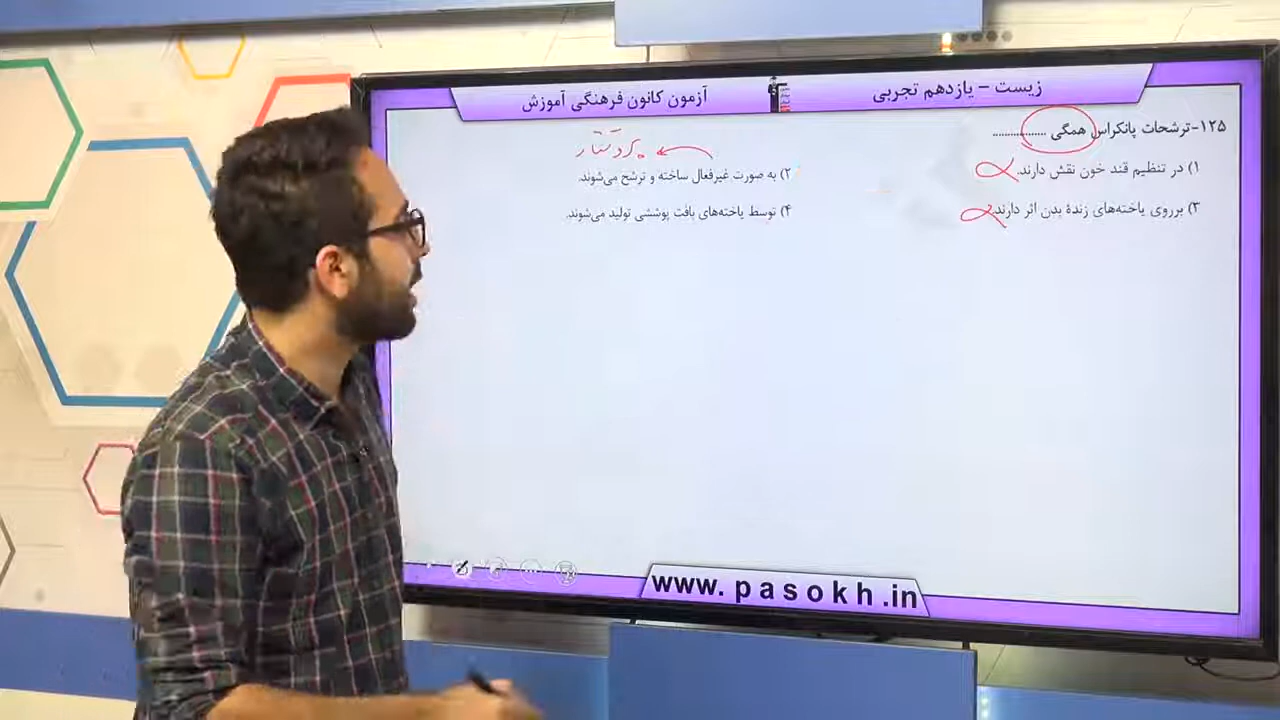 زیست - یازدهم تجربی
آزمون کانون فرهنگی آموزش
۱۲۵-ترشحات پانکراس همگی ................
۱) در تنظیم قند خون نقش دارند.
۲) به صورت غیرفعال ساخته و ترشح می‌شوند.
۳) برروی یاخته‌های زندهٔ بدن اثر دارند.
۴) توسط یاخته‌های بافت پوششی تولید می‌شوند.
www.pasokh.in